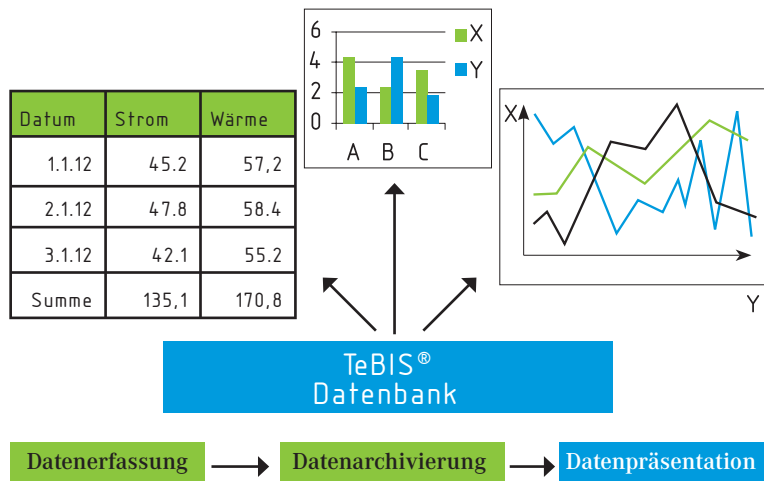 Datum Strom Wärme
1.1.12 45.2 57,2
2.1.12 47.8 58.4
3.1.12 42.1 55.2
Summe 135,1 170,8
6
4
2
0
A B C
X
Y
X
Y
TeBIS®
Datenbank
Datenerfassung Datenarchivierung Datenpräsentation